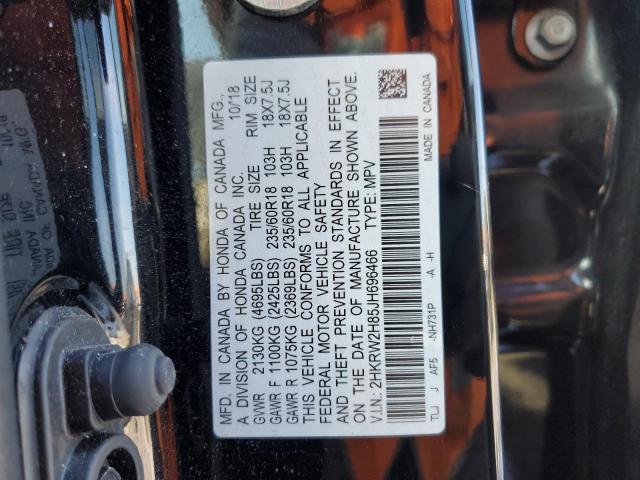 MFD. IN CANADA BY HONDA OF CANADA MFG.,
A DIVISION OF HONDA CANADA INC. 10/18
GVWR 2130KG (4699LBS) TIRE SIZE RIM SIZE
GAWR F 1100KG (2425LBS) 235/60R18 103H 18X7.5J
GAWR R 1075KG (2369LBS) 235/60R18 103H 18X7.5J
THIS VEHICLE CONFORMS TO ALL APPLICABLE
FEDERAL MOTOR VEHICLE SAFETY
AND THEFT PREVENTION STANDARDS IN EFFECT
ON THE DATE OF MANUFACTURE SHOWN ABOVE.
V.I.N.: 2HKRW2H85JH696466 TYPE: MPV
TLJ J AF5 -NH731P -A -H MADE IN CANADA